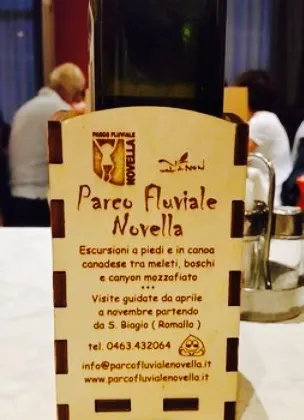 PARCO FLUVIALE
NOVELLA
Parco Fluviale
Novella
Escursioni a piedi e in canoa
canadese tra meleti, boschi
e canyon mozzafiato
***
Visite guidate da aprile
a novembre partendo
da S. Biagio ( Romallo )
tel. 0463.432064
info@parcofluvialenovella.it
www.parcofluvialenovella.it